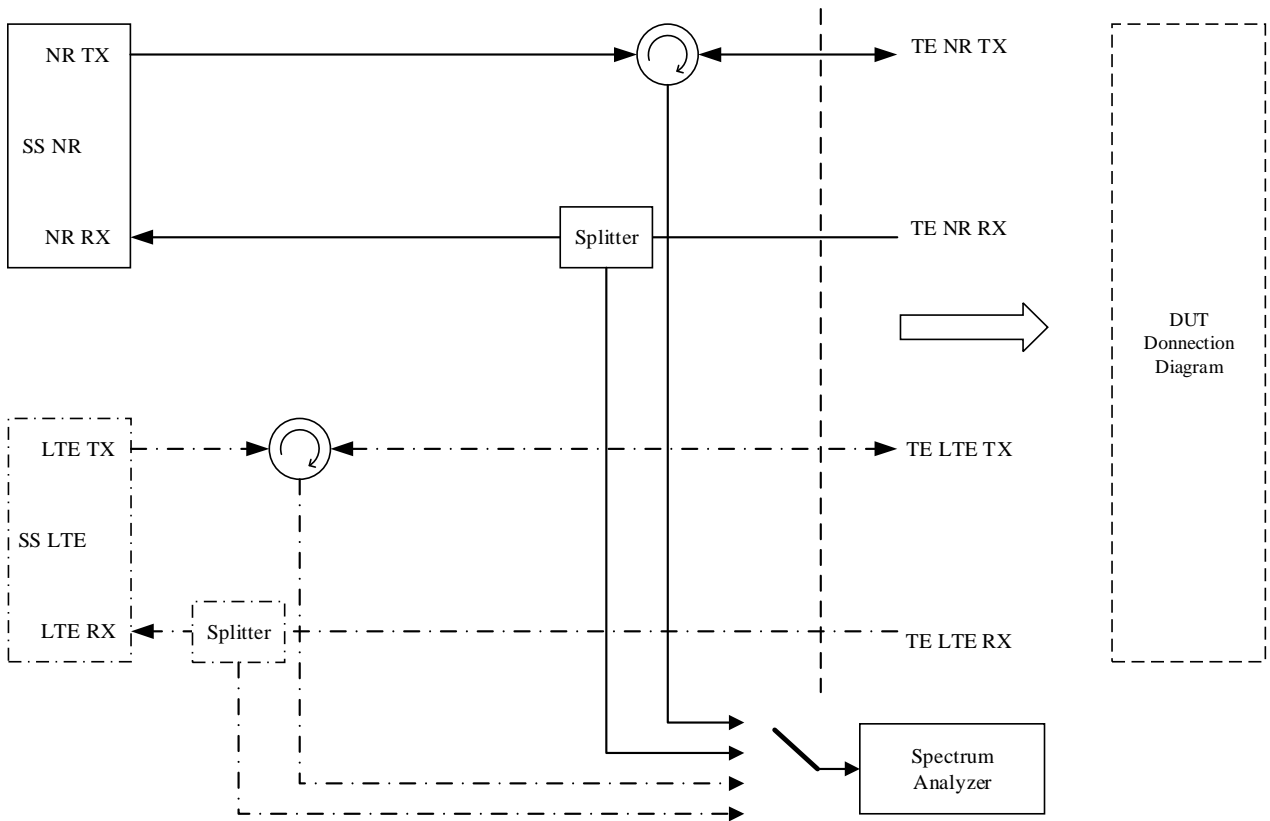 NR TX
TE NR TX
SS NR
NR RX
Splitter
TE NR RX
DUT
Donnection
Diagram
LTE TX
TE LTE TX
SS LTE
LTE RX
Splitter
TE LTE RX
Spectrum
Analyzer